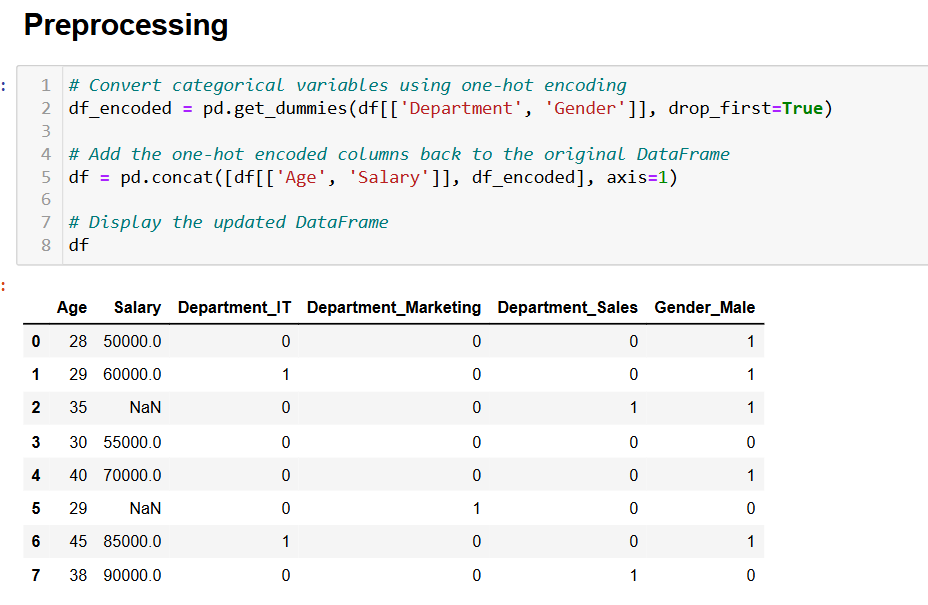 Preprocessing
:
1 # Convert categorical variables using one-hot encoding
2 df_encoded = pd.get_dummies(df[['Department', 'Gender']], drop_first=True)
3
4 # Add the one-hot encoded columns back to the original DataFrame
5 df = pd.concat([df[['Age', 'Salary']], df_encoded], axis=1)
6
7 # Display the updated DataFrame
8 df
:
Age Salary Department_IT Department_Marketing Department_Sales Gender_Male
0 28 50000.0 0 0 0 1
1 29 60000.0 1 0 0 1
2 35 NaN 0 0 1 1
3 30 55000.0 0 0 0 0
4 40 70000.0 0 0 0 1
5 29 NaN 0 1 0 0
6 45 85000.0 1 0 0 1
7 38 90000.0 0 0 1 0